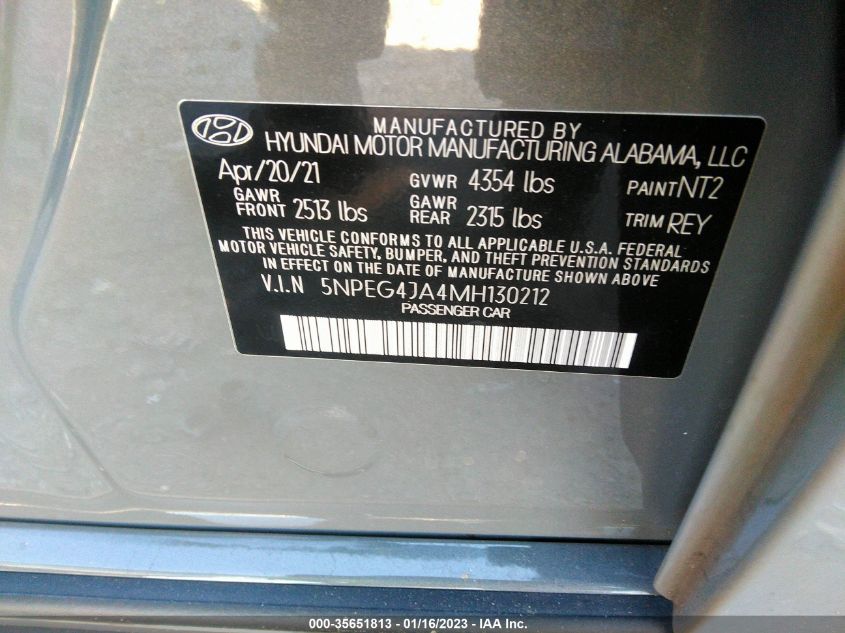 MANUFACTURED BY
HYUNDAI MOTOR MANUFACTURING ALABAMA, LLC
Apr/20/21 GVWR 4354 lbs PAINT NT2
GAWR FRONT 2513 lbs GAWR REAR 2315 lbs TRIM REY
THIS VEHICLE CONFORMS TO ALL APPLICABLE U.S.A. FEDERAL
MOTOR VEHICLE SAFETY, BUMPER, AND THEFT PREVENTION STANDARDS
IN EFFECT ON THE DATE OF MANUFACTURE SHOWN ABOVE
V.I.N 5NPEG4JA4MH130212
PASSENGER CAR
000-35651813 - 01/16/2023 - IAA Inc.